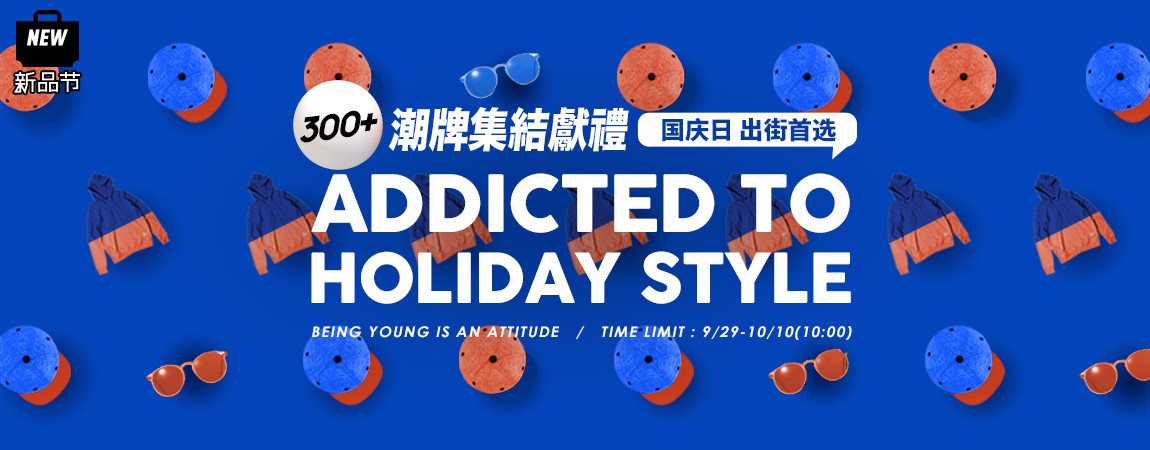 NEW
新品节
300+ 潮牌集結獻禮 国庆日 出街首选
ADDICTED TO
HOLIDAY STYLE
BEING YOUNG IS AN ATTITUDE / TIME LIMIT : 9/29-10/10(10:00)